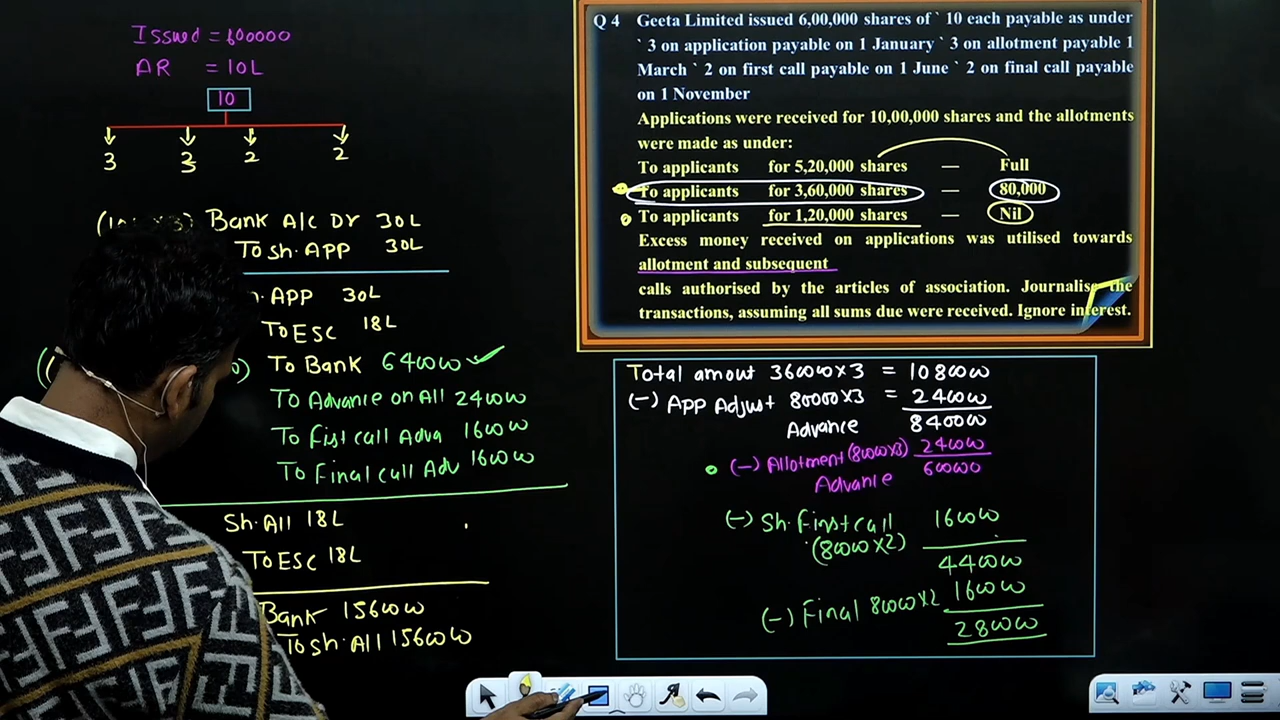 Issued = 600000
AR = 10L
10
3 3 2 2
Bank A/c Dr 30L
To sh. APP 30L
. APP 30L
To ESC 18L
To Bank 640000 ✓
To Advance on All 240000
To Fist call Adva 160000
To Final call Adv 160000
Sh. All 18L
To ESC 18L
Bank 1560000
To sh. All 1560000
Q 4 Geeta Limited issued 6,00,000 shares of ` 10 each payable as under
` 3 on application payable on 1 January ` 3 on allotment payable 1
March ` 2 on first call payable on 1 June ` 2 on final call payable
on 1 November
Applications were received for 10,00,000 shares and the allotments
were made as under:
To applicants for 5,20,000 shares — Full
To applicants for 3,60,000 shares — 80,000
To applicants for 1,20,000 shares — Nil
Excess money received on applications was utilised towards
allotment and subsequent
calls authorised by the articles of association. Journalise the
transactions, assuming all sums due were received. Ignore interest.
Total amout 360000×3 = 1080000
(-) App Adjust 80000×3 = 240000
Advance 840000
(-) Allotment (80000×3) 240000
Advance 600000
(-) Sh. First call 160000
(80000×2)
440000
(-) Final 80000×2 160000
280000